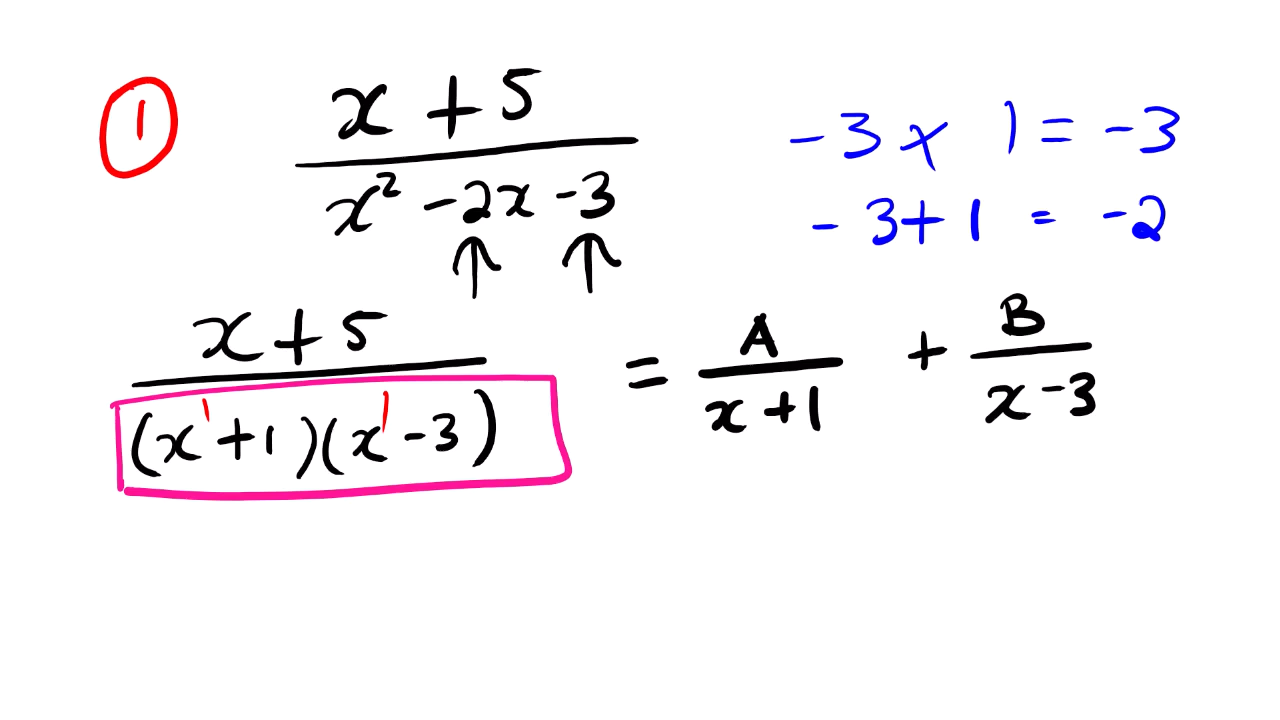 ①
x + 5
x² - 2x - 3
↑ ↑
-3 x 1 = -3
-3 + 1 = -2
x + 5 = A + B
(x¹ + 1)(x¹ - 3) x + 1 x - 3